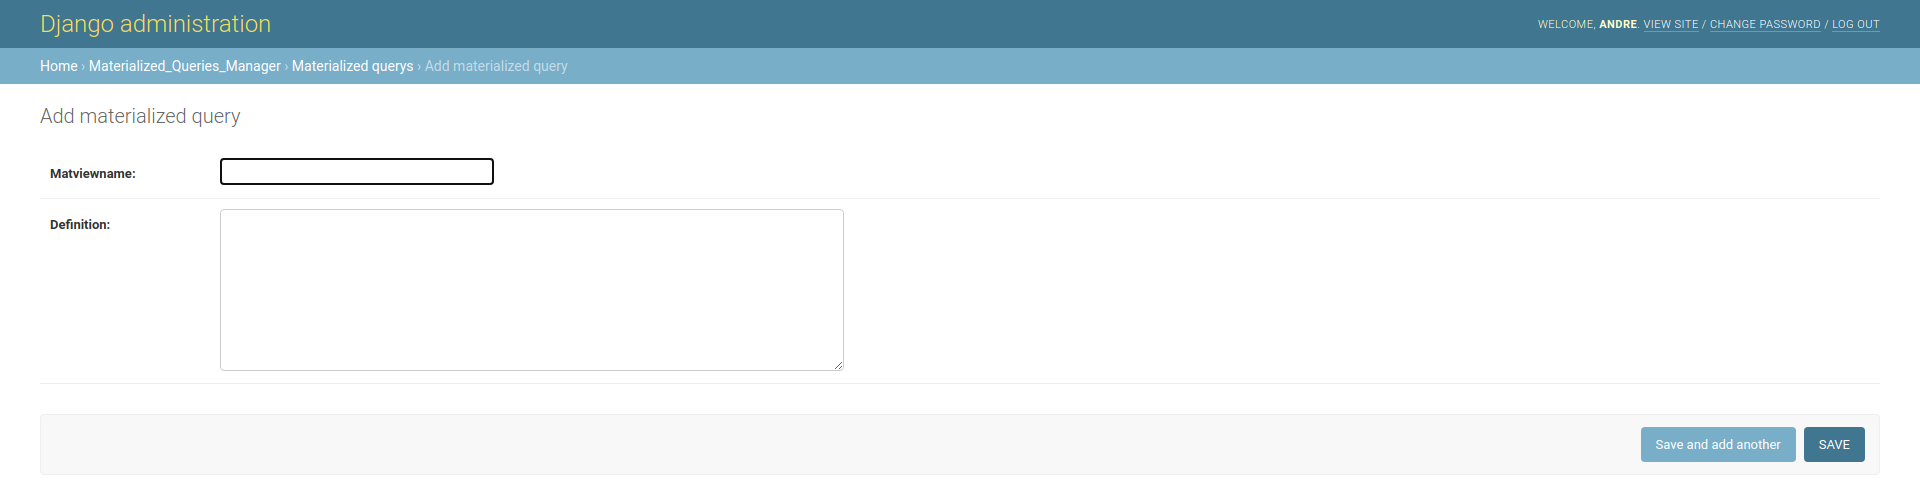 Django administration
WELCOME, ANDRE. VIEW SITE / CHANGE PASSWORD / LOG OUT
Home › Materialized_Queries_Manager › Materialized querys › Add materialized query
Add materialized query
Matviewname:
Definition:
Save and add another
SAVE